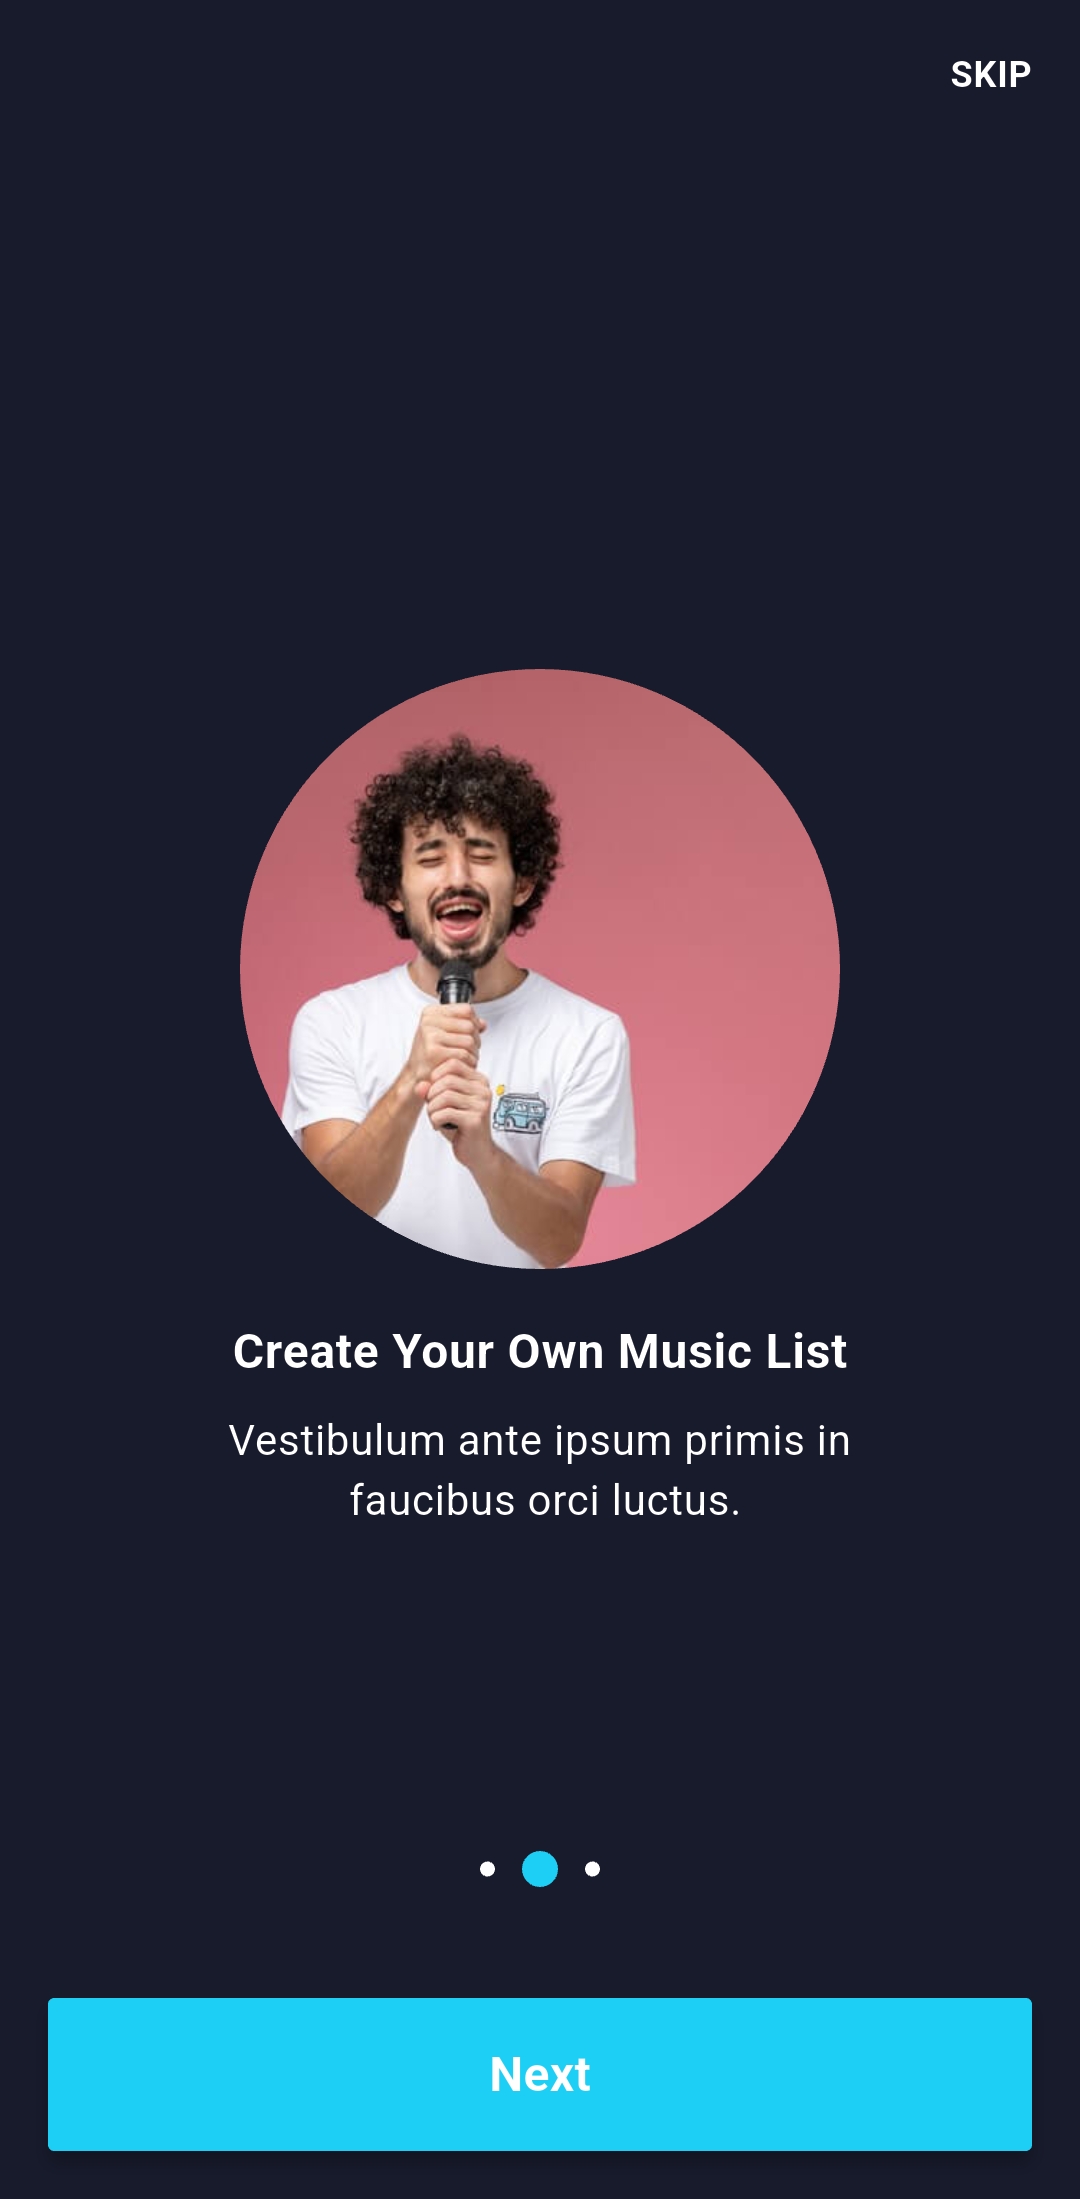 SKIP
Create Your Own Music List
Vestibulum ante ipsum primis in
faucibus orci luctus.
Next